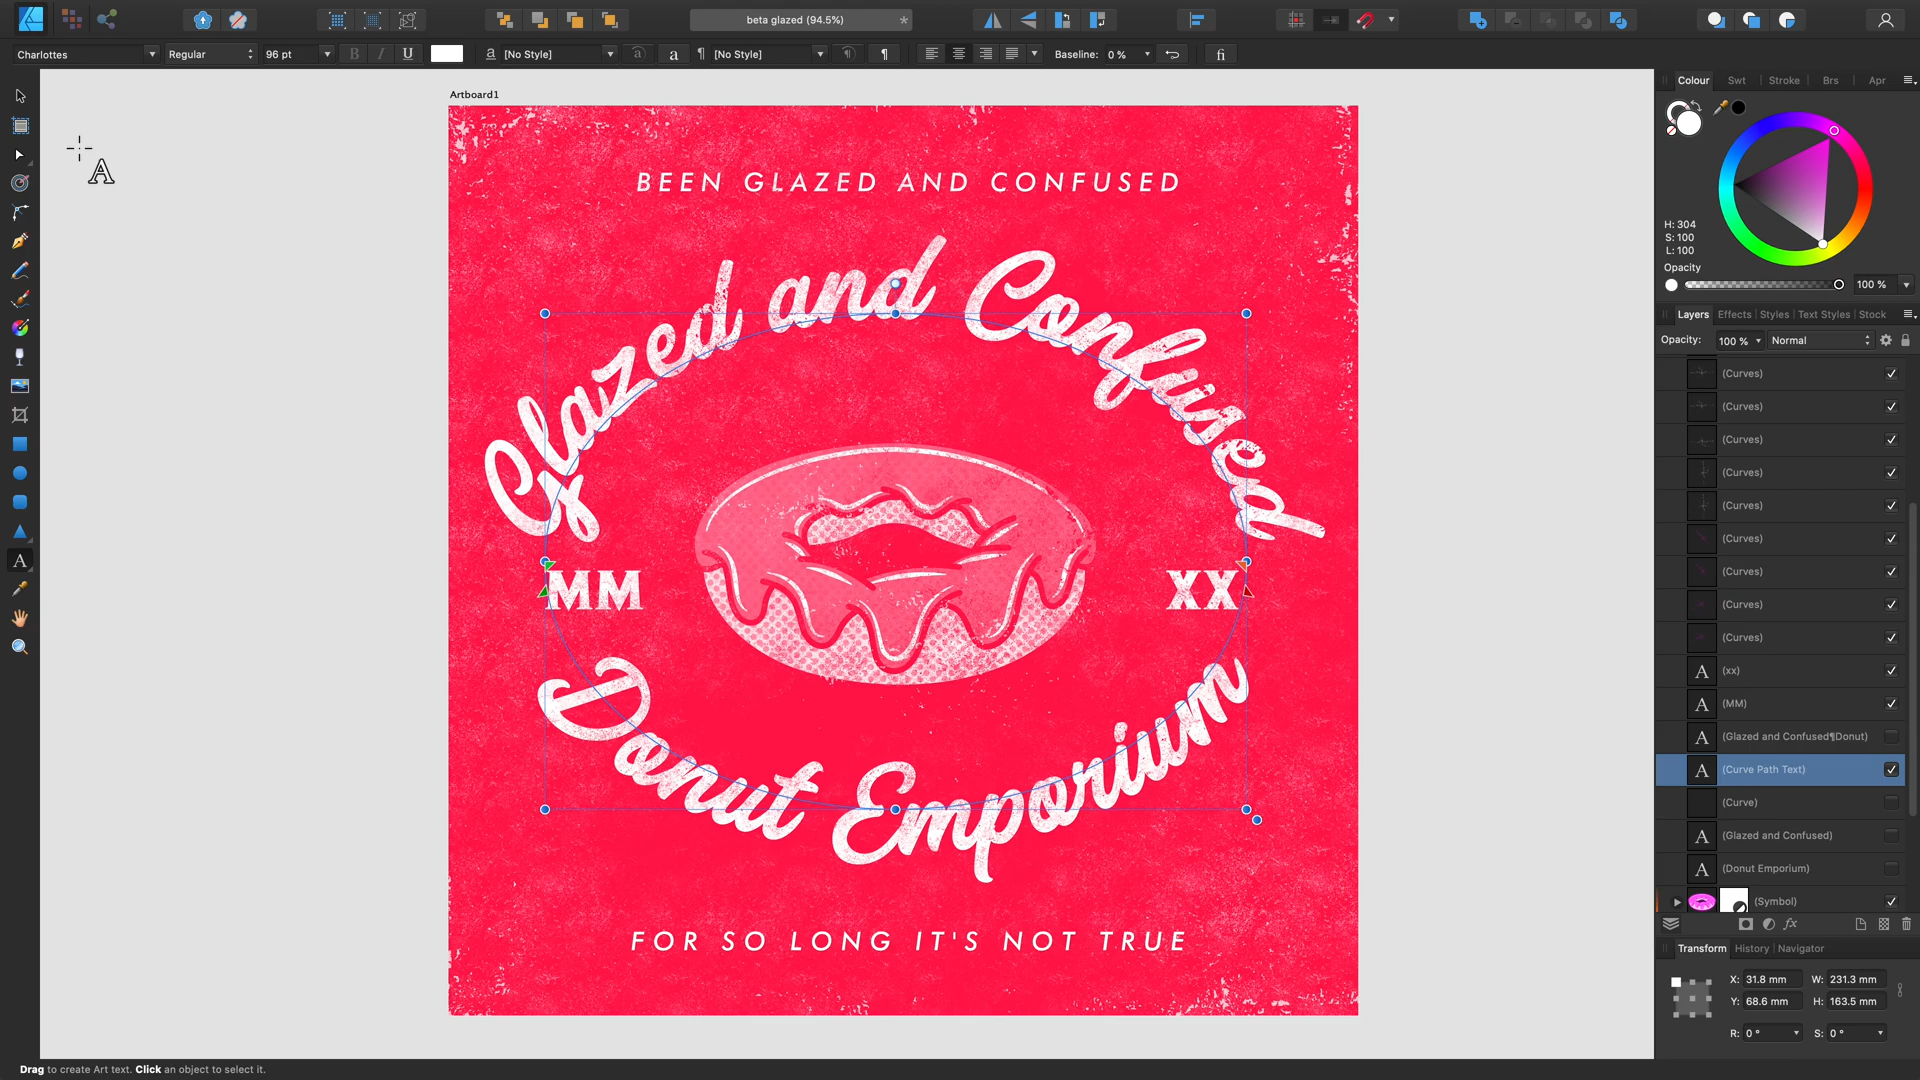 beta glazed (94.5%)
*
Charlottes
Regular
96 pt
B I U
a [No Style]
a
a
¶ [No Style]
¶
Baseline: 0 %
fi
Artboard1
BEEN GLAZED AND CONFUSED
Glazed and Confused
MM
XX
Donut Emporium
FOR SO LONG IT'S NOT TRUE
A
Colour Swt Stroke Brs Apr
H: 304
S: 100
L: 100
Opacity
100 %
Layers Effects Styles Text Styles Stock
Opacity: 100 % Normal
(Curves)
(Curves)
(Curves)
(Curves)
(Curves)
(Curves)
(Curves)
(Curves)
(Curves)
A (xx)
A (MM)
A (Glazed and Confused¶Donut)
A (Curve Path Text)
(Curve)
A (Glazed and Confused)
A (Donut Emporium)
(Symbol)
fx
Transform History Navigator
X: 31.8 mm W: 231.3 mm
Y: 68.6 mm H: 163.5 mm
R: 0 ° S: 0 °
Drag to create Art text. Click an object to select it.